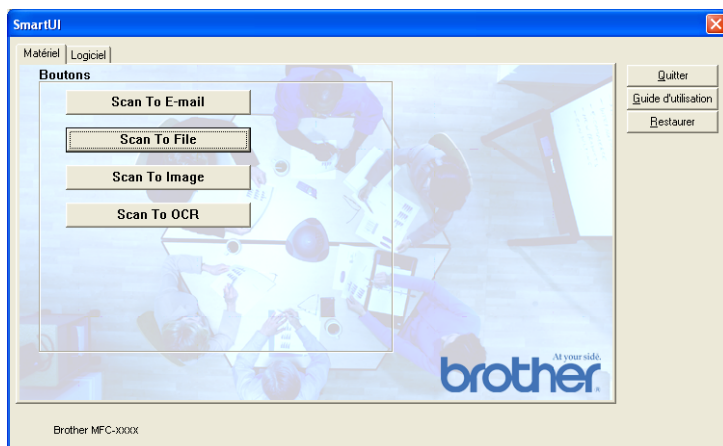 SmartUI
Matériel
Logiciel
Boutons
Scan To E-mail
Scan To File
Scan To Image
Scan To OCR
Quitter
Guide d'utilisation
Restaurer
At your side.
brother
Brother MFC-xxxx